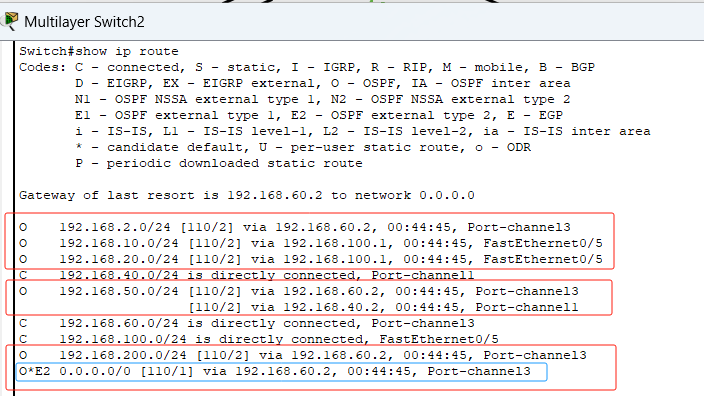 Multilayer Switch2
Switch#show ip route
Codes: C - connected, S - static, I - IGRP, R - RIP, M - mobile, B - BGP
D - EIGRP, EX - EIGRP external, O - OSPF, IA - OSPF inter area
N1 - OSPF NSSA external type 1, N2 - OSPF NSSA external type 2
E1 - OSPF external type 1, E2 - OSPF external type 2, E - EGP
i - IS-IS, L1 - IS-IS level-1, L2 - IS-IS level-2, ia - IS-IS inter area
* - candidate default, U - per-user static route, o - ODR
P - periodic downloaded static route
Gateway of last resort is 192.168.60.2 to network 0.0.0.0
O 192.168.2.0/24 [110/2] via 192.168.60.2, 00:44:45, Port-channel3
O 192.168.10.0/24 [110/2] via 192.168.100.1, 00:44:45, FastEthernet0/5
O 192.168.20.0/24 [110/2] via 192.168.100.1, 00:44:45, FastEthernet0/5
C 192.168.40.0/24 is directly connected, Port-channel1
O 192.168.50.0/24 [110/2] via 192.168.60.2, 00:44:45, Port-channel3
[110/2] via 192.168.40.2, 00:44:45, Port-channel1
C 192.168.60.0/24 is directly connected, Port-channel3
C 192.168.100.0/24 is directly connected, FastEthernet0/5
O 192.168.200.0/24 [110/2] via 192.168.60.2, 00:44:45, Port-channel3
O*E2 0.0.0.0/0 [110/1] via 192.168.60.2, 00:44:45, Port-channel3